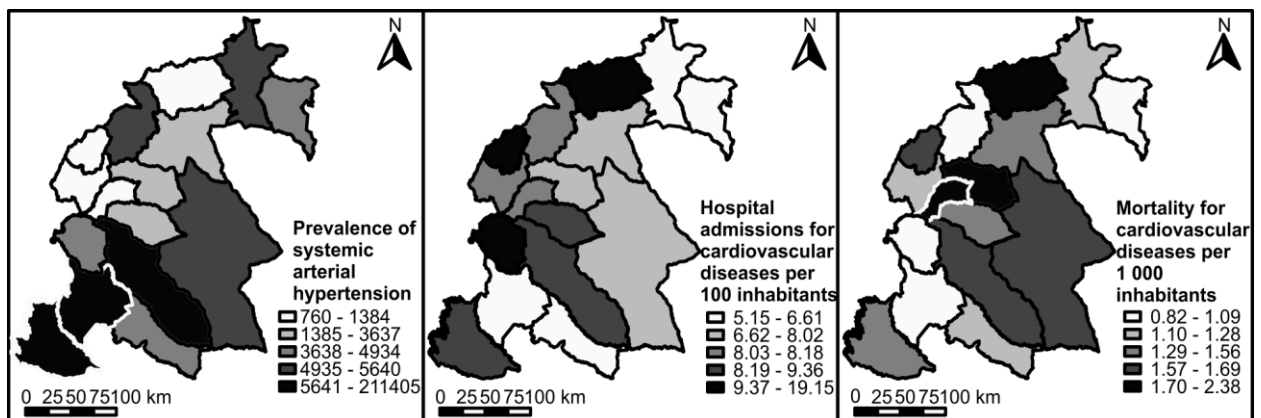 N
Prevalence of
systemic
arterial
hypertension
760 - 1384
1385 - 3637
3638 - 4934
4935 - 5640
5641 - 211405
0 25 50 75 100 km
N
Hospital
admissions for
cardiovascular
diseases per
100 inhabitants
5.15 - 6.61
6.62 - 8.02
8.03 - 8.18
8.19 - 9.36
9.37 - 19.15
0 25 50 75 100 km
N
Mortality for
cardiovascular
diseases per
1 000
inhabitants
0.82 - 1.09
1.10 - 1.28
1.29 - 1.56
1.57 - 1.69
1.70 - 2.38
0 25 50 75 100 km